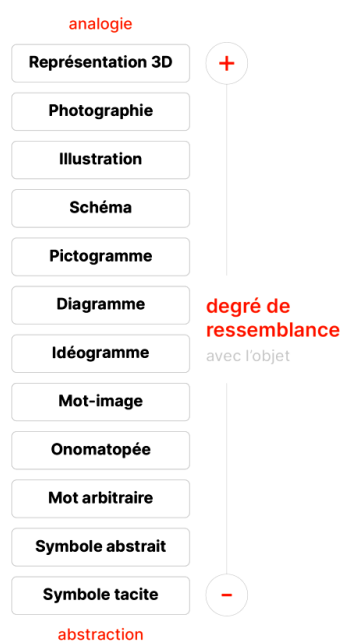 analogie
Représentation 3D
+
Photographie
Illustration
Schéma
Pictogramme
Diagramme
degré de
ressemblance
avec l'objet
Idéogramme
Mot-image
Onomatopée
Mot arbitraire
Symbole abstrait
Symbole tacite
-
abstraction